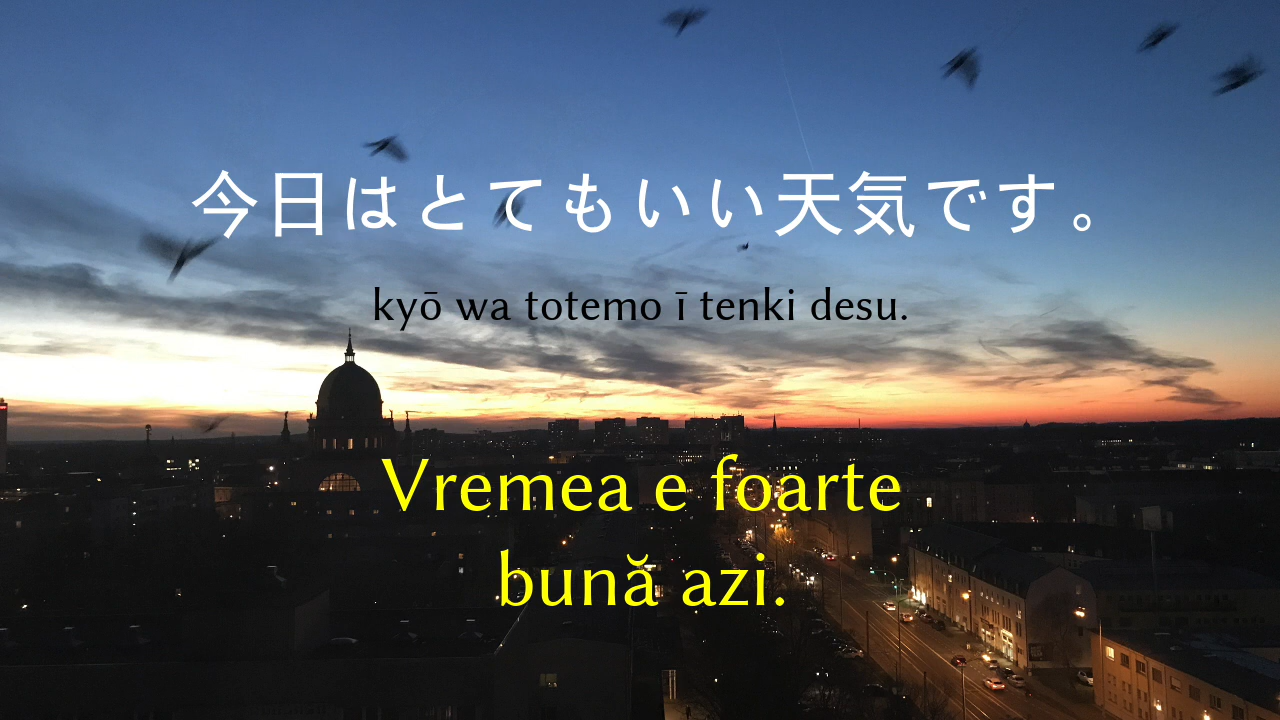 今日はとてもいい天気です。
kyō wa totemo ī tenki desu.
Vremea e foarte
bună azi.